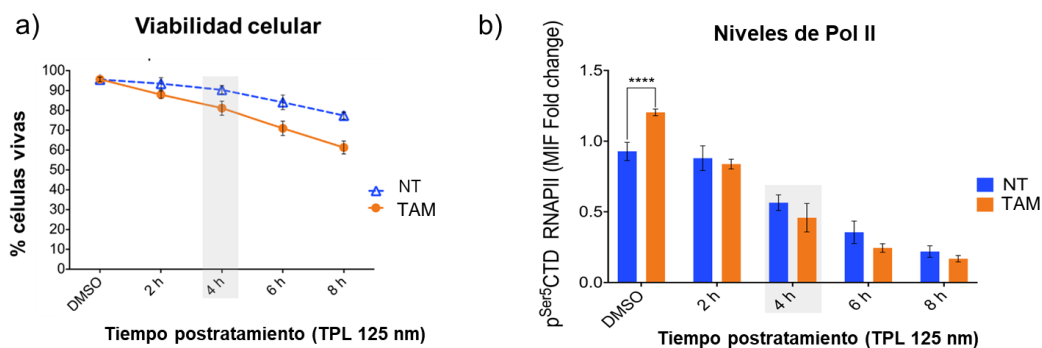 a)
Viabilidad celular
% células vivas
100
90
80
70
60
50
40
30
20
10
0
DMSO
2 h
4 h
6 h
8 h
NT
TAM
Tiempo postratamiento (TPL 125 nm)
b)
Niveles de Pol II
pSer5CTD RNAPII (MIF Fold change)
1.5
1.0
0.5
0.0
****
DMSO
2 h
4 h
6 h
8 h
NT
TAM
Tiempo postratamiento (TPL 125 nm)